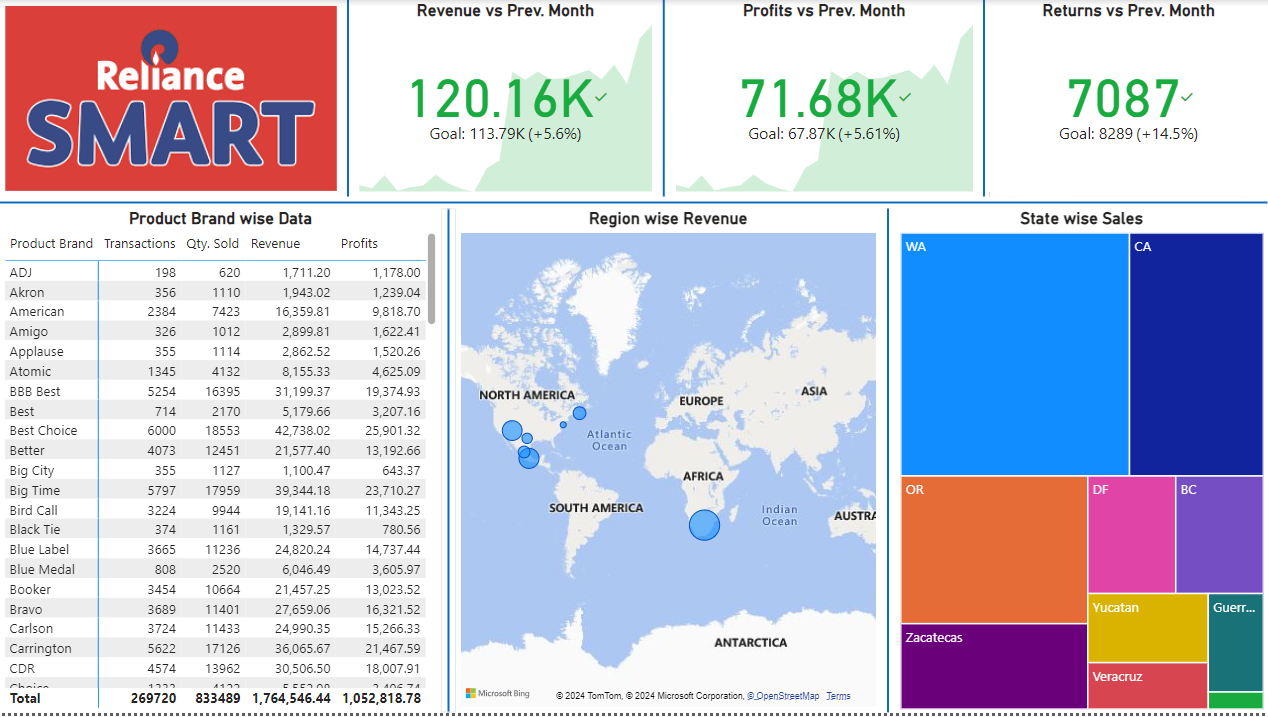 Reliance
SMART
Revenue vs Prev. Month
120.16K
Goal: 113.79K (+5.6%)
Profits vs Prev. Month
71.68K
Goal: 67.87K (+5.61%)
Returns vs Prev. Month
7087
Goal: 8289 (+14.5%)
Product Brand wise Data
Product Brand Transactions Qty. Sold Revenue Profits
ADJ 198 620 1,711.20 1,178.00
Akron 356 1110 1,943.02 1,239.04
American 2384 7423 16,359.81 9,818.70
Amigo 326 1012 2,899.81 1,622.41
Applause 355 1114 2,862.52 1,520.26
Atomic 1345 4132 8,155.33 4,625.09
BBB Best 5254 16395 31,199.37 19,374.93
Best 714 2170 5,179.66 3,207.16
Best Choice 6000 18553 42,738.02 25,901.32
Better 4073 12451 21,577.40 13,192.66
Big City 355 1127 1,100.47 643.37
Big Time 5797 17959 39,344.18 23,710.27
Bird Call 3224 9944 19,141.16 11,343.25
Black Tie 374 1161 1,329.57 780.56
Blue Label 3665 11236 24,820.24 14,737.44
Blue Medal 808 2520 6,046.49 3,605.97
Booker 3454 10664 21,457.25 13,023.52
Bravo 3689 11401 27,659.06 16,321.52
Carlson 3724 11433 24,990.35 15,266.33
Carrington 5622 17126 36,065.67 21,467.59
CDR 4574 13962 30,506.50 18,007.91
Total 269720 833489 1,764,546.44 1,052,818.78
Region wise Revenue
NORTH AMERICA
EUROPE
ASIA
Atlantic
Ocean
AFRICA
SOUTH AMERICA
Indian
Ocean
AUSTRA
ANTARCTICA
Microsoft Bing
© 2024 TomTom, © 2024 Microsoft Corporation, © OpenStreetMap Terms
State wise Sales
WA
CA
OR
DF
BC
Yucatan
Guerr...
Zacatecas
Veracruz